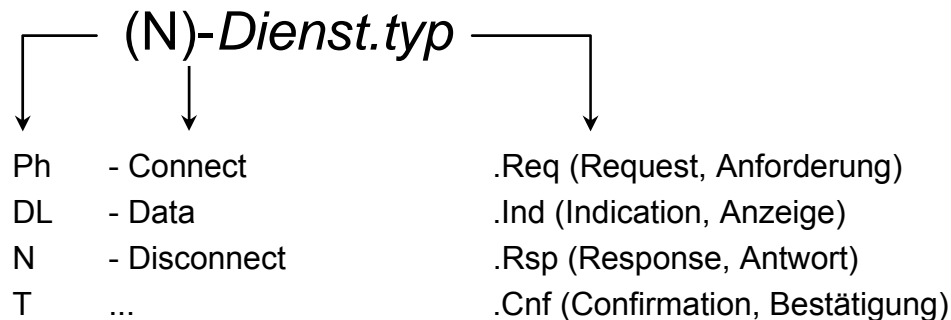 (N)-Dienst.typ
Ph - Connect .Req (Request, Anforderung)
DL - Data .Ind (Indication, Anzeige)
N - Disconnect .Rsp (Response, Antwort)
T ... .Cnf (Confirmation, Bestätigung)